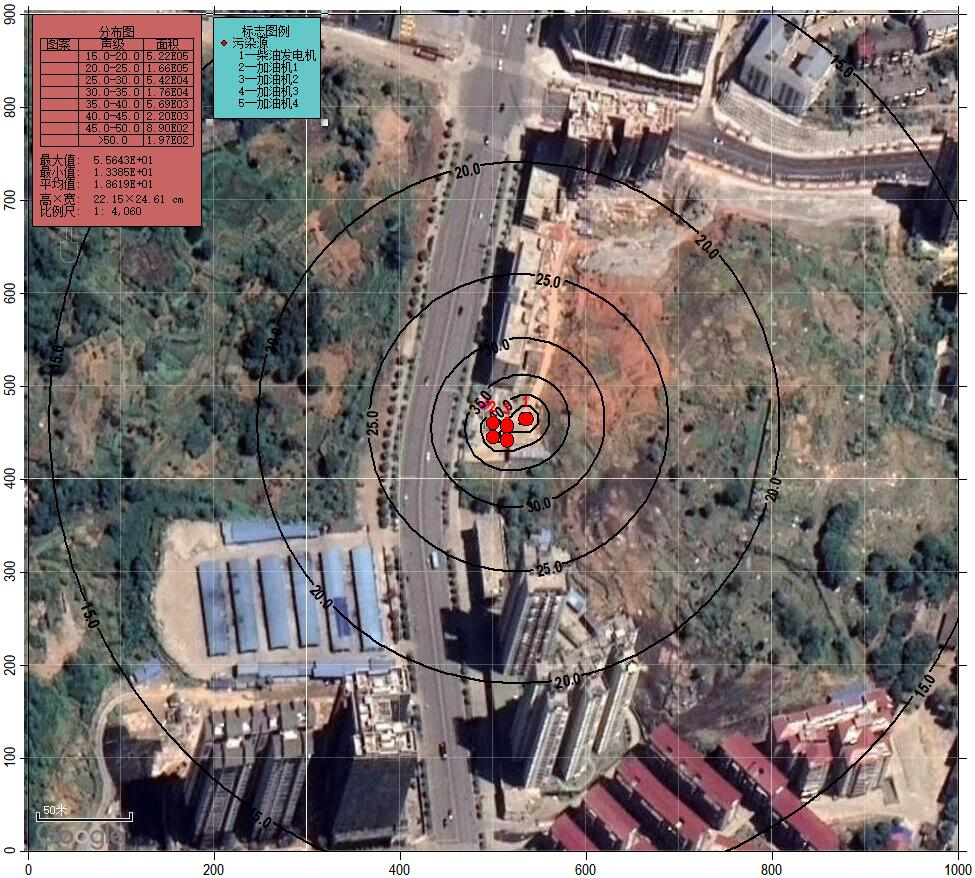 分布图
图案 声级 面积
15.0-20.0 5.22E05
20.0-25.0 1.66E05
25.0-30.0 5.42E04
30.0-35.0 1.76E04
35.0-40.0 5.69E03
40.0-45.0 2.20E03
45.0-50.0 8.90E02
>50.0 1.97E02
最大值: 5.5643E+01
最小值: 1.3385E+01
平均值: 1.8619E+01
高×宽: 22.15×24.61 cm
比例尺: 1: 4,060
标志图例
污染源
1—柴油发电机
2—加油机1
3—加油机2
4—加油机3
5—加油机4
900
800
700
600
500
400
300
200
100
0
15.0
20.0
20.0
25.0
20.0
15.0
30.0
35.0
1
25.0
20.0
30.0
25.0
20.0
15.0
20.0
15.0
15.0
50米
Google
0 200 400 600 800 1000